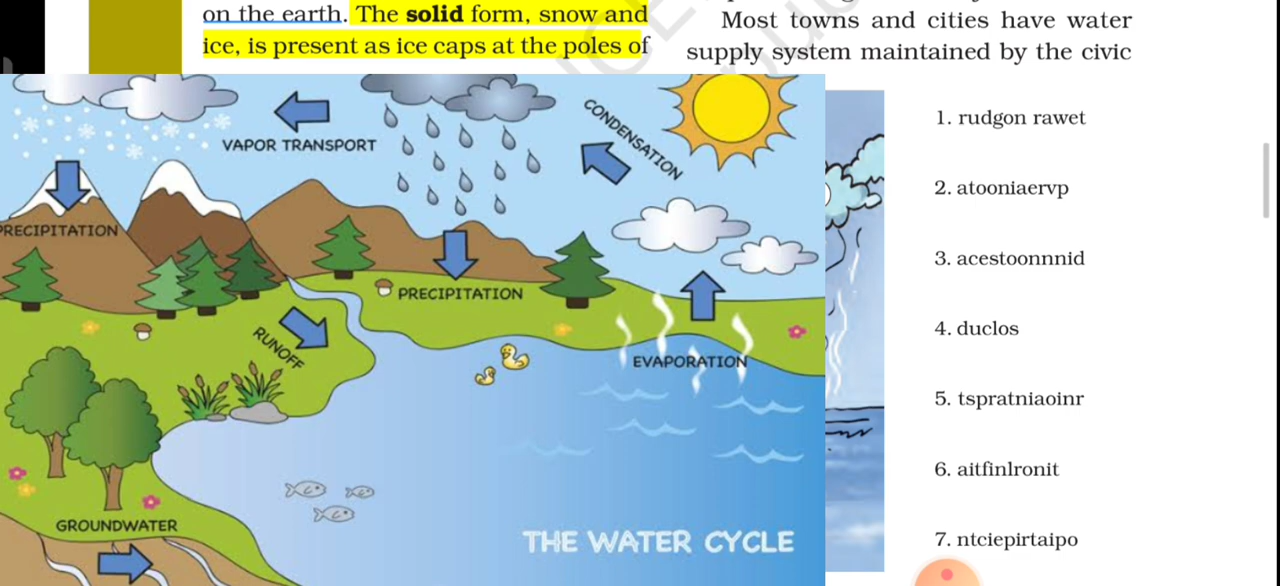 on the earth. The solid form, snow and
ice, is present as ice caps at the poles of
Most towns and cities have water
supply system maintained by the civic
VAPOR TRANSPORT
CONDENSATION
PRECIPITATION
PRECIPITATION
RUNOFF
EVAPORATION
GROUNDWATER
THE WATER CYCLE
1. rudgon rawet
2. atooniaervp
3. acestoonnnid
4. duclos
5. tspratniaoinr
6. aitfinlronit
7. ntciepirtaipo